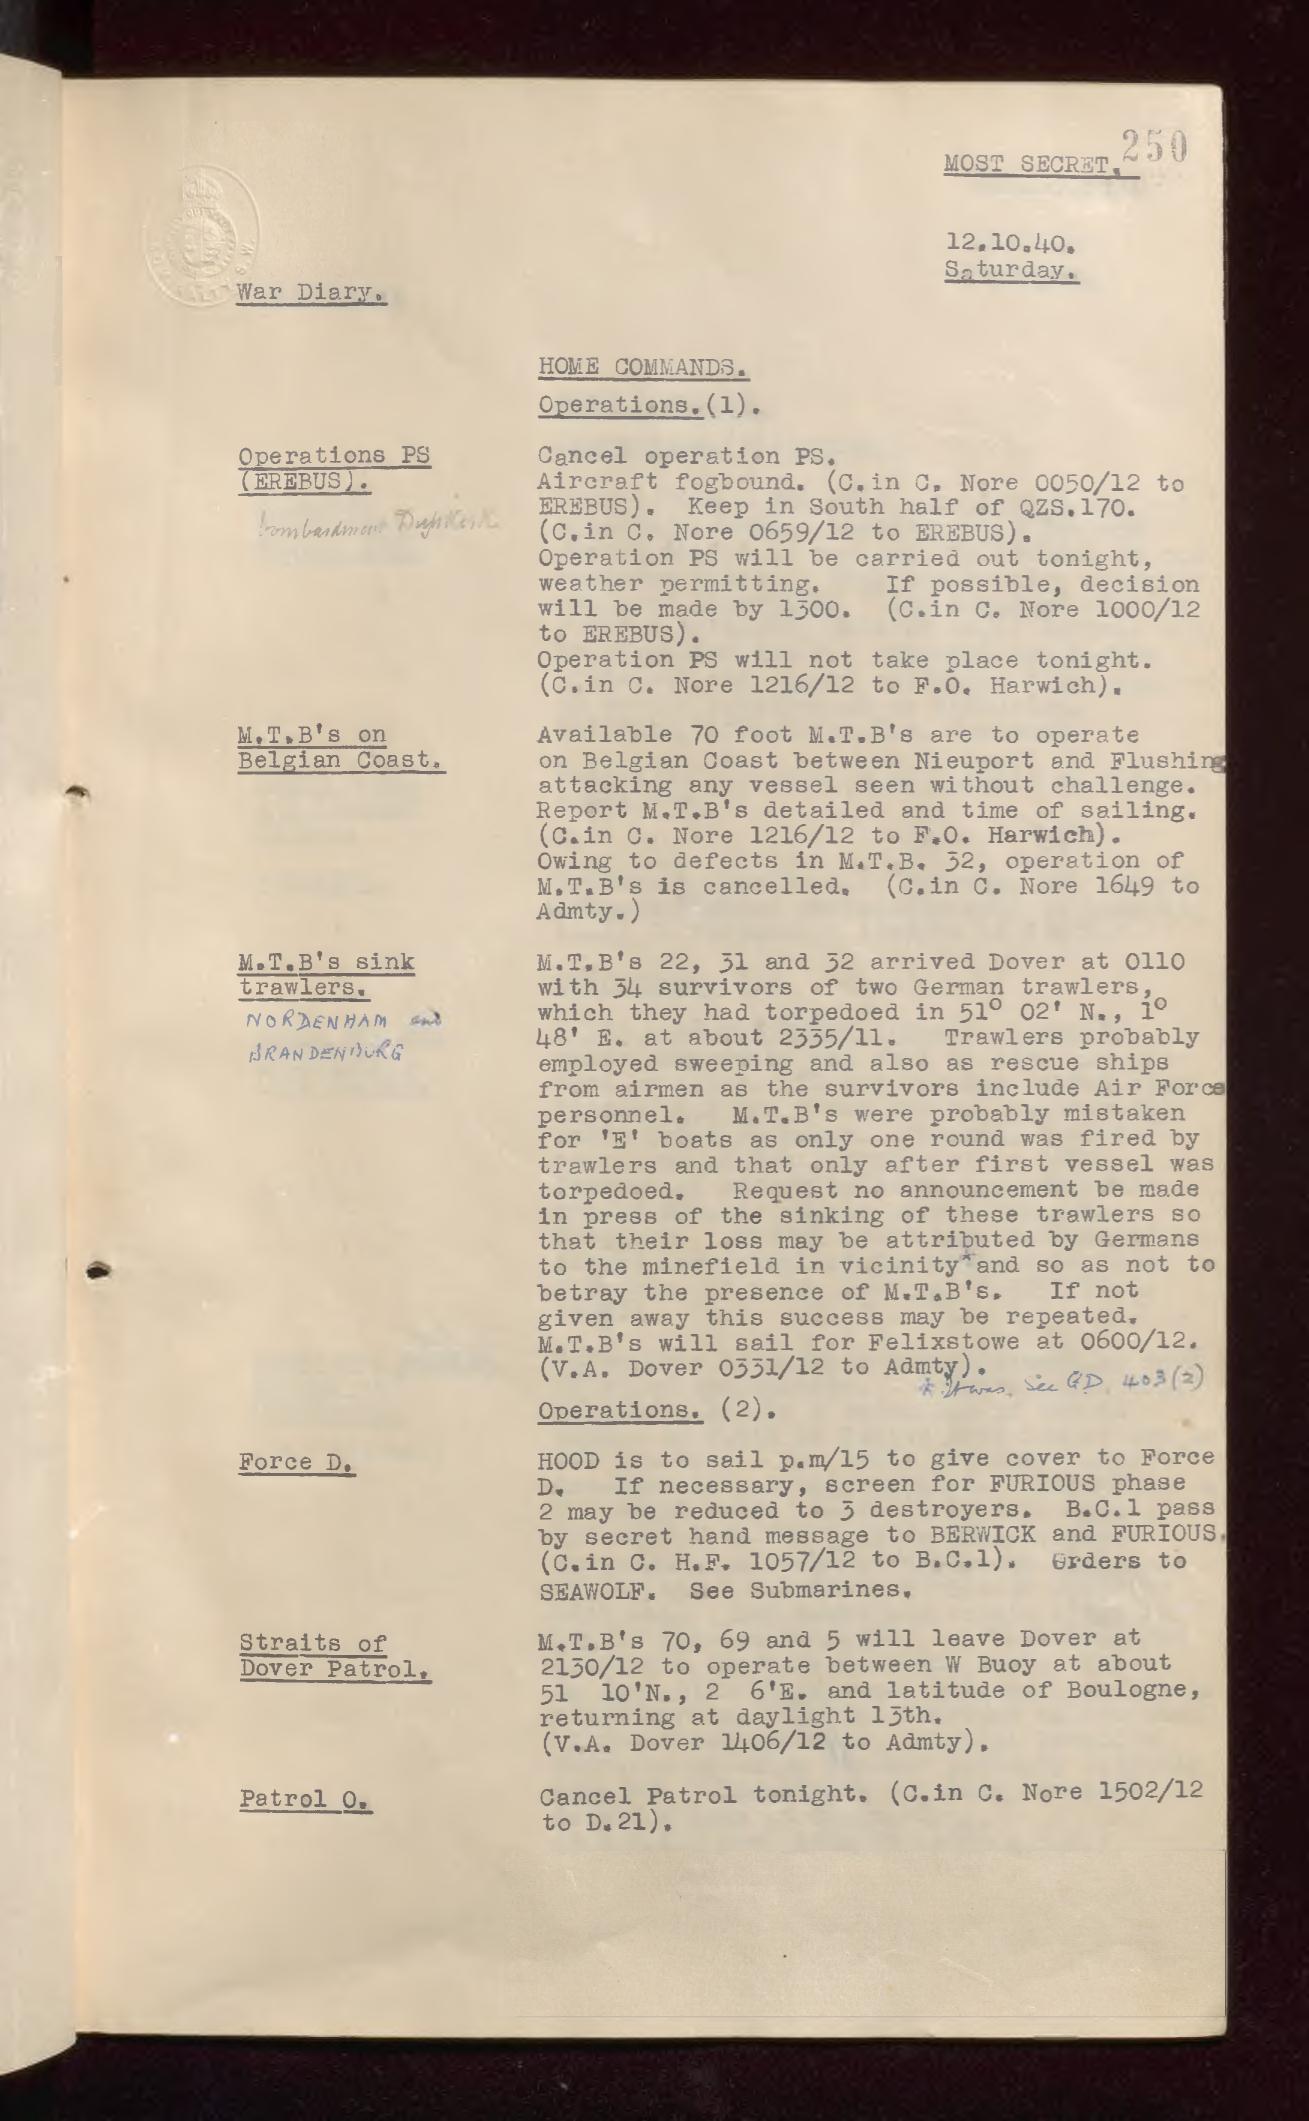 250
MOST SECRET.
12.10.40.
Saturday.
War Diary.
HOME COMMANDS.
Operations.(1).
Operations PS
(EREBUS).
bombardment Dunkirk
Cancel operation PS.
Aircraft fogbound. (C.in C. Nore 0050/12 to
EREBUS). Keep in South half of QZS.170.
(C.in C. Nore 0659/12 to EREBUS).
Operation PS will be carried out tonight,
weather permitting. If possible, decision
will be made by 1300. (C.in C. Nore 1000/12
to EREBUS).
Operation PS will not take place tonight.
(C.in C. Nore 1216/12 to F.O. Harwich).
M.T.B's on
Belgian Coast.
Available 70 foot M.T.B's are to operate
on Belgian Coast between Nieuport and Flushing
attacking any vessel seen without challenge.
Report M.T.B's detailed and time of sailing.
(C.in C. Nore 1216/12 to F.O. Harwich).
Owing to defects in M.T.B. 32, operation of
M.T.B's is cancelled. (C.in C. Nore 1649 to
Admty.)
M.T.B's sink
trawlers.
NORDENHAM and
BRANDENBURG
M.T.B's 22, 31 and 32 arrived Dover at 0110
with 34 survivors of two German trawlers,
which they had torpedoed in 51° 02' N., 1°
48' E. at about 2335/11. Trawlers probably
employed sweeping and also as rescue ships
from airmen as the survivors include Air Force
personnel. M.T.B's were probably mistaken
for 'E' boats as only one round was fired by
trawlers and that only after first vessel was
torpedoed. Request no announcement be made
in press of the sinking of these trawlers so
that their loss may be attributed by Germans
to the minefield in vicinity* and so as not to
betray the presence of M.T.B's. If not
given away this success may be repeated.
M.T.B's will sail for Felixstowe at 0600/12.
(V.A. Dover 0331/12 to Admty).
* It was. See G.D. 403(2)
Operations. (2).
Force D.
HOOD is to sail p.m/15 to give cover to Force
D. If necessary, screen for FURIOUS phase
2 may be reduced to 3 destroyers. B.C.1 pass
by secret hand message to BERWICK and FURIOUS.
(C.in C. H.F. 1057/12 to B.C.1). Orders to
SEAWOLF. See Submarines.
Straits of
Dover Patrol.
M.T.B's 70, 69 and 5 will leave Dover at
2130/12 to operate between W Buoy at about
51 10'N., 2 6'E. and latitude of Boulogne,
returning at daylight 13th.
(V.A. Dover 1406/12 to Admty).
Patrol O.
Cancel Patrol tonight. (C.in C. Nore 1502/12
to D.21).